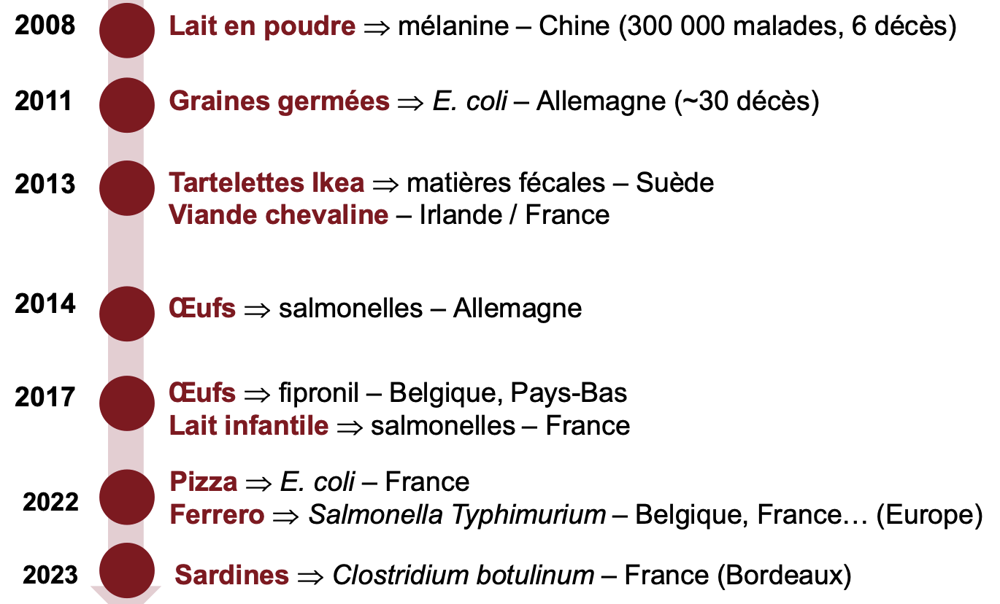 2008 Lait en poudre ⇒ mélanine – Chine (300 000 malades, 6 décès)
2011 Graines germées ⇒ E. coli – Allemagne (~30 décès)
2013 Tartelettes Ikea ⇒ matières fécales – Suède
Viande chevaline – Irlande / France
2014 Œufs ⇒ salmonelles – Allemagne
2017 Œufs ⇒ fipronil – Belgique, Pays-Bas
Lait infantile ⇒ salmonelles – France
2022 Pizza ⇒ E. coli – France
Ferrero ⇒ Salmonella Typhimurium – Belgique, France… (Europe)
2023 Sardines ⇒ Clostridium botulinum – France (Bordeaux)